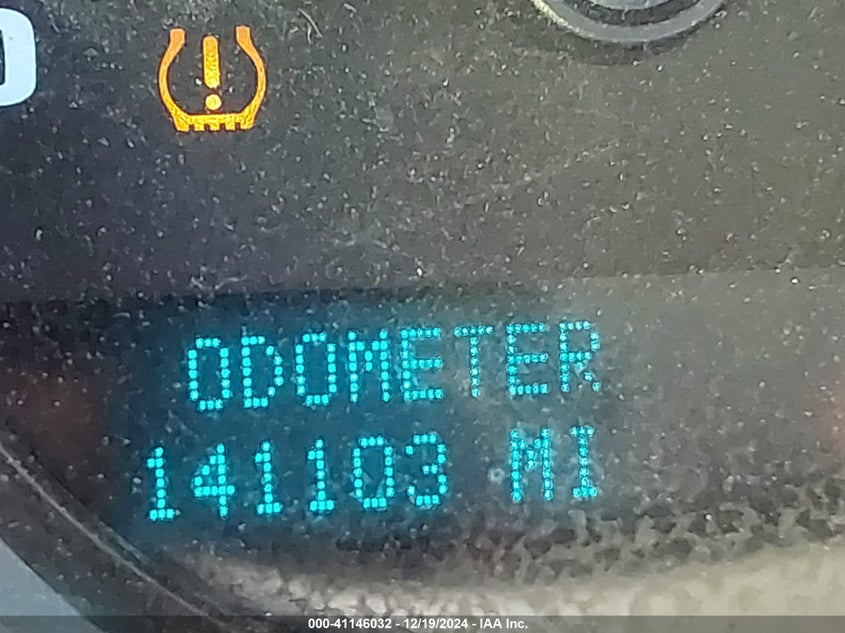 ODOMETER
141103 MI
000-41146032 - 12/19/2024 - IAA Inc.